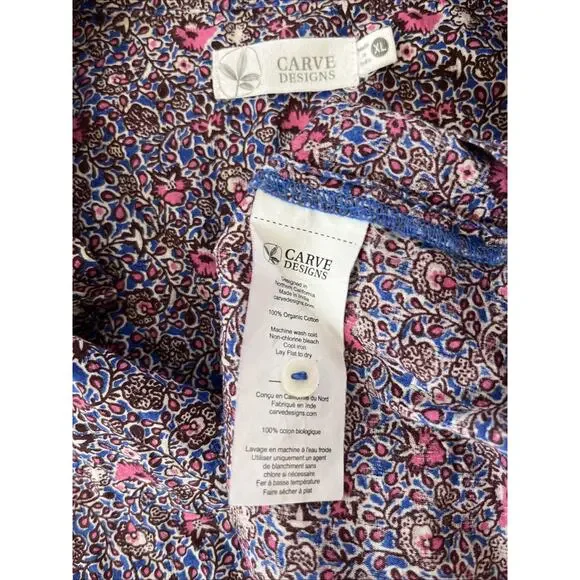 CARVE
DESIGNS
XL
CARVE
DESIGNS
Designed in
Northern California
Made in India
carvedesigns.com
100% Organic Cotton
Machine wash cold
Non-chlorine bleach
Cool iron
Lay Flat to dry
Conçu en Californie du Nord
Fabriqué en Inde
carvedesigns.com
100% coton biologique
Lavage en machine à l'eau froide
Utiliser uniquement un agent
de blanchiment sans
chlore si nécessaire
Fer à basse température
Faire sécher à plat